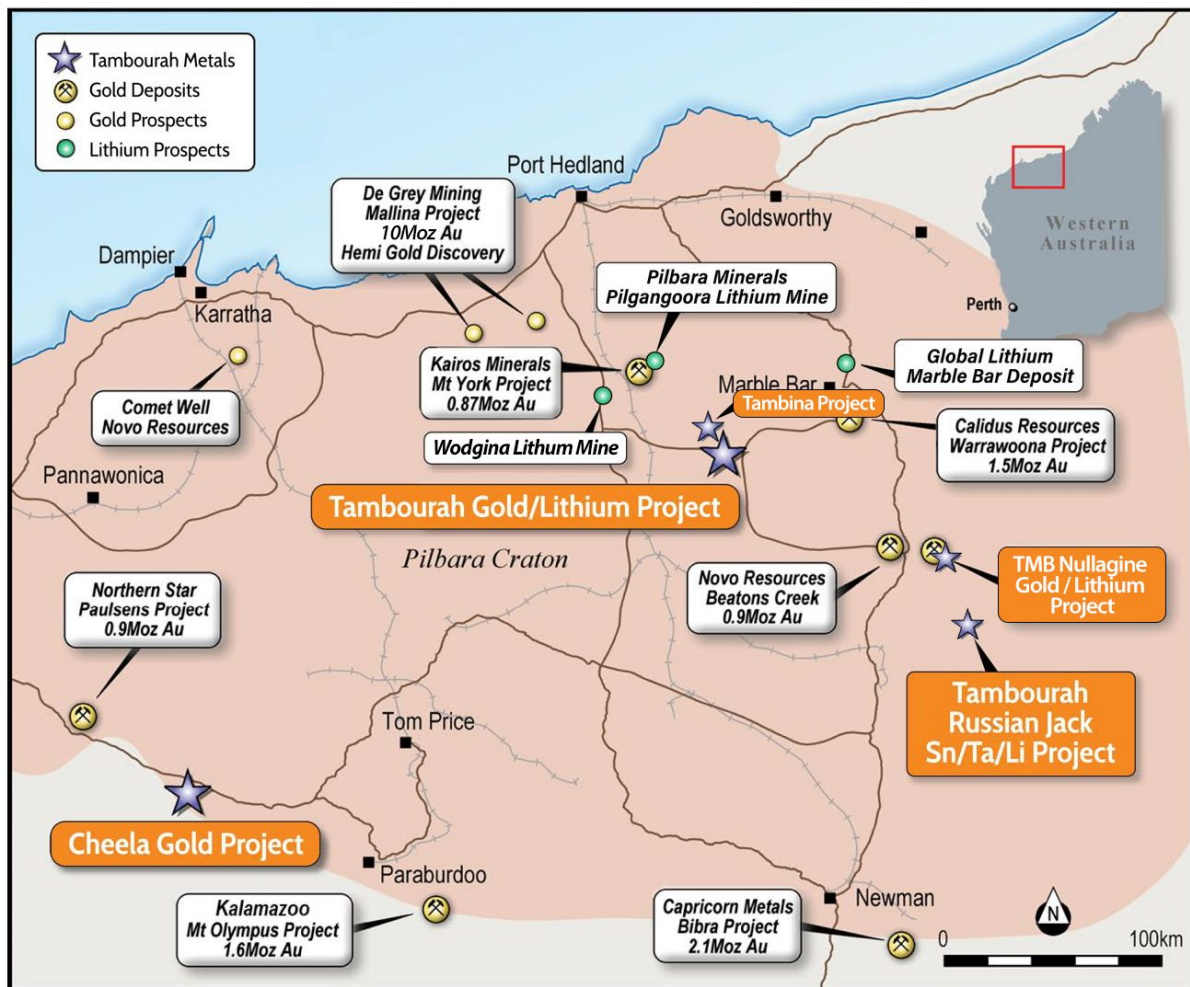 Tambourah Metals
Gold Deposits
Gold Prospects
Lithium Prospects
Port Hedland
De Grey Mining
Mallina Project
10Moz Au
Hemi Gold Discovery
Goldsworthy
Western
Australia
Perth
Dampier
Karratha
Pilbara Minerals
Pilgangoora Lithium Mine
Comet Well
Novo Resources
Kairos Minerals
Mt York Project
0.87Moz Au
Global Lithium
Marble Bar Deposit
Marble Bar
Tambina Project
Wodgina Lithum Mine
Calidus Resources
Warrawoona Project
1.5Moz Au
Pannawonica
Tambourah Gold/Lithium Project
Pilbara Craton
Northern Star
Paulsens Project
0.9Moz Au
Novo Resources
Beatons Creek
0.9Moz Au
TMB Nullagine
Gold / Lithium
Project
Tambourah
Russian Jack
Sn/Ta/Li Project
Tom Price
Cheela Gold Project
Paraburdoo
Kalamazoo
Mt Olympus Project
1.6Moz Au
Newman
Capricorn Metals
Bibra Project
2.1Moz Au
N
0 100km